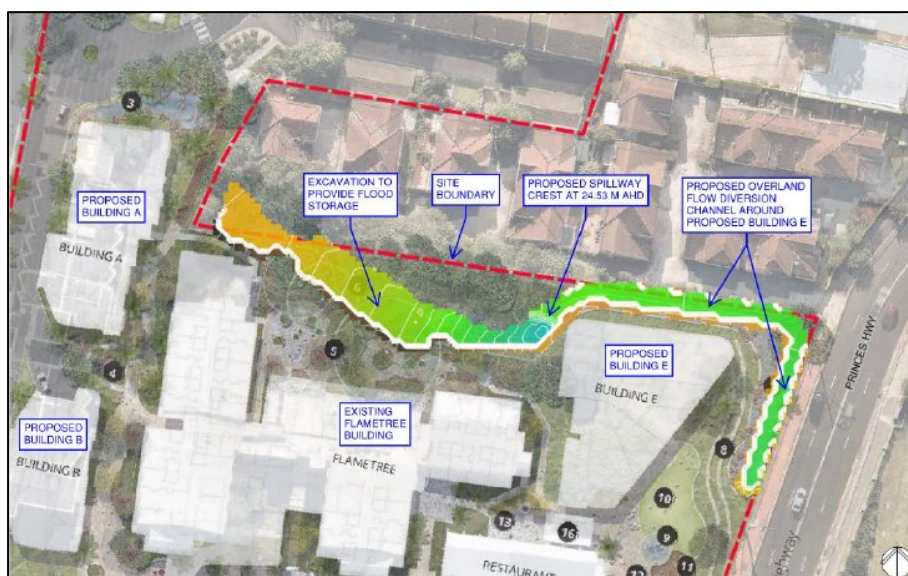 3
PROPOSED
BUILDING A
BUILDING A
EXCAVATION TO
PROVIDE FLOOD
STORAGE
SITE
BOUNDARY
PROPOSED SPILLWAY
CREST AT 24.53 M AHD
PROPOSED OVERLAND
FLOW DIVERSION
CHANNEL AROUND
PROPOSED BUILDING E
PRINCES HWY
5
4
PROPOSED
BUILDING E
BUILDING E
PROPOSED
BUILDING B
BUILDING B
EXISTING
FLAMETREE
BUILDING
FLAMETREE
8
10
13
16
9
11
RESTAURANT
ghway